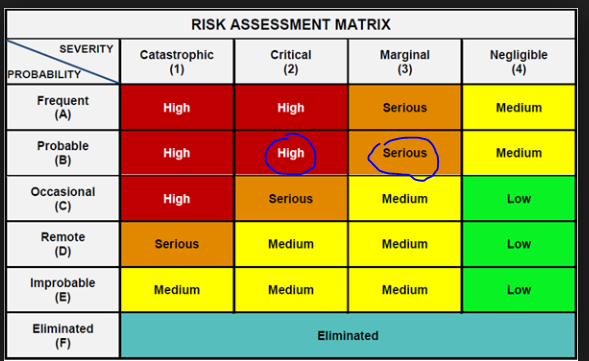 RISK ASSESSMENT MATRIX
SEVERITY
PROBABILITY
Catastrophic
(1)
Critical
(2)
Marginal
(3)
Negligible
(4)
Frequent
(A)
High
High
Serious
Medium
Probable
(B)
High
High
Serious
Medium
Occasional
(C)
High
Serious
Medium
Low
Remote
(D)
Serious
Medium
Medium
Low
Improbable
(E)
Medium
Medium
Medium
Low
Eliminated
(F)
Eliminated